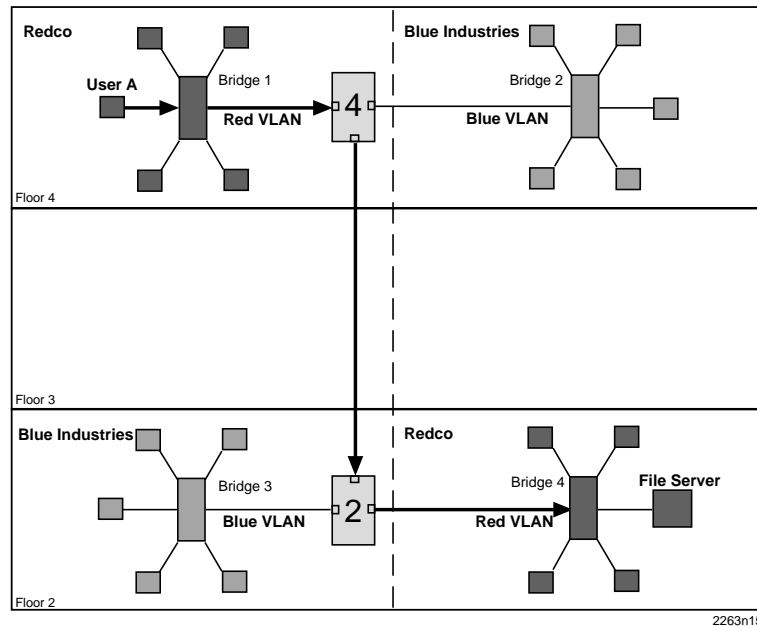 Redco
Blue Industries
User A
Bridge 1
Bridge 2
4
Red VLAN
Blue VLAN
Floor 4
Floor 3
Blue Industries
Redco
Bridge 3
Bridge 4
File Server
2
Blue VLAN
Red VLAN
Floor 2